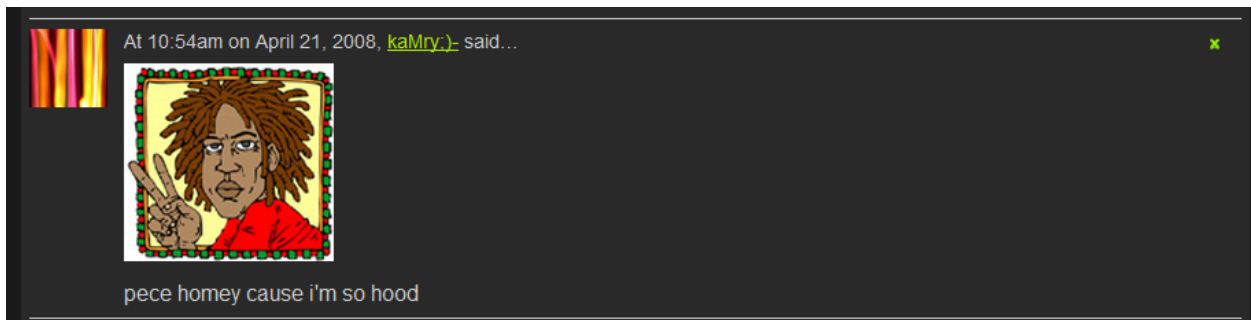 At 10:54am on April 21, 2008, kaMry;)- said…
x
pece homey cause i'm so hood